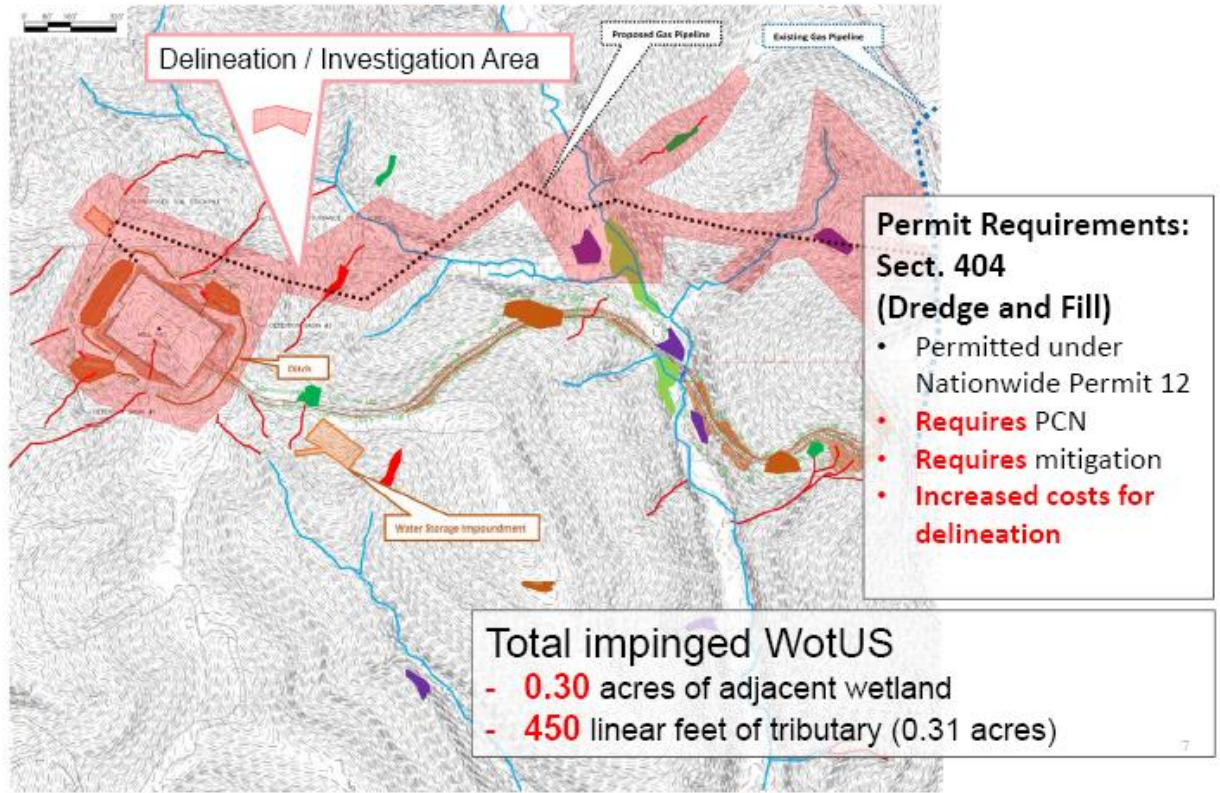 Proposed Gas Pipeline
Existing Gas Pipeline
Delineation / Investigation Area
Permit Requirements:
Sect. 404
(Dredge and Fill)
• Permitted under
Nationwide Permit 12
• Requires PCN
• Requires mitigation
• Increased costs for
delineation
Ditch
Water Storage Impoundment
Total impinged WotUS
- 0.30 acres of adjacent wetland
- 450 linear feet of tributary (0.31 acres)
7